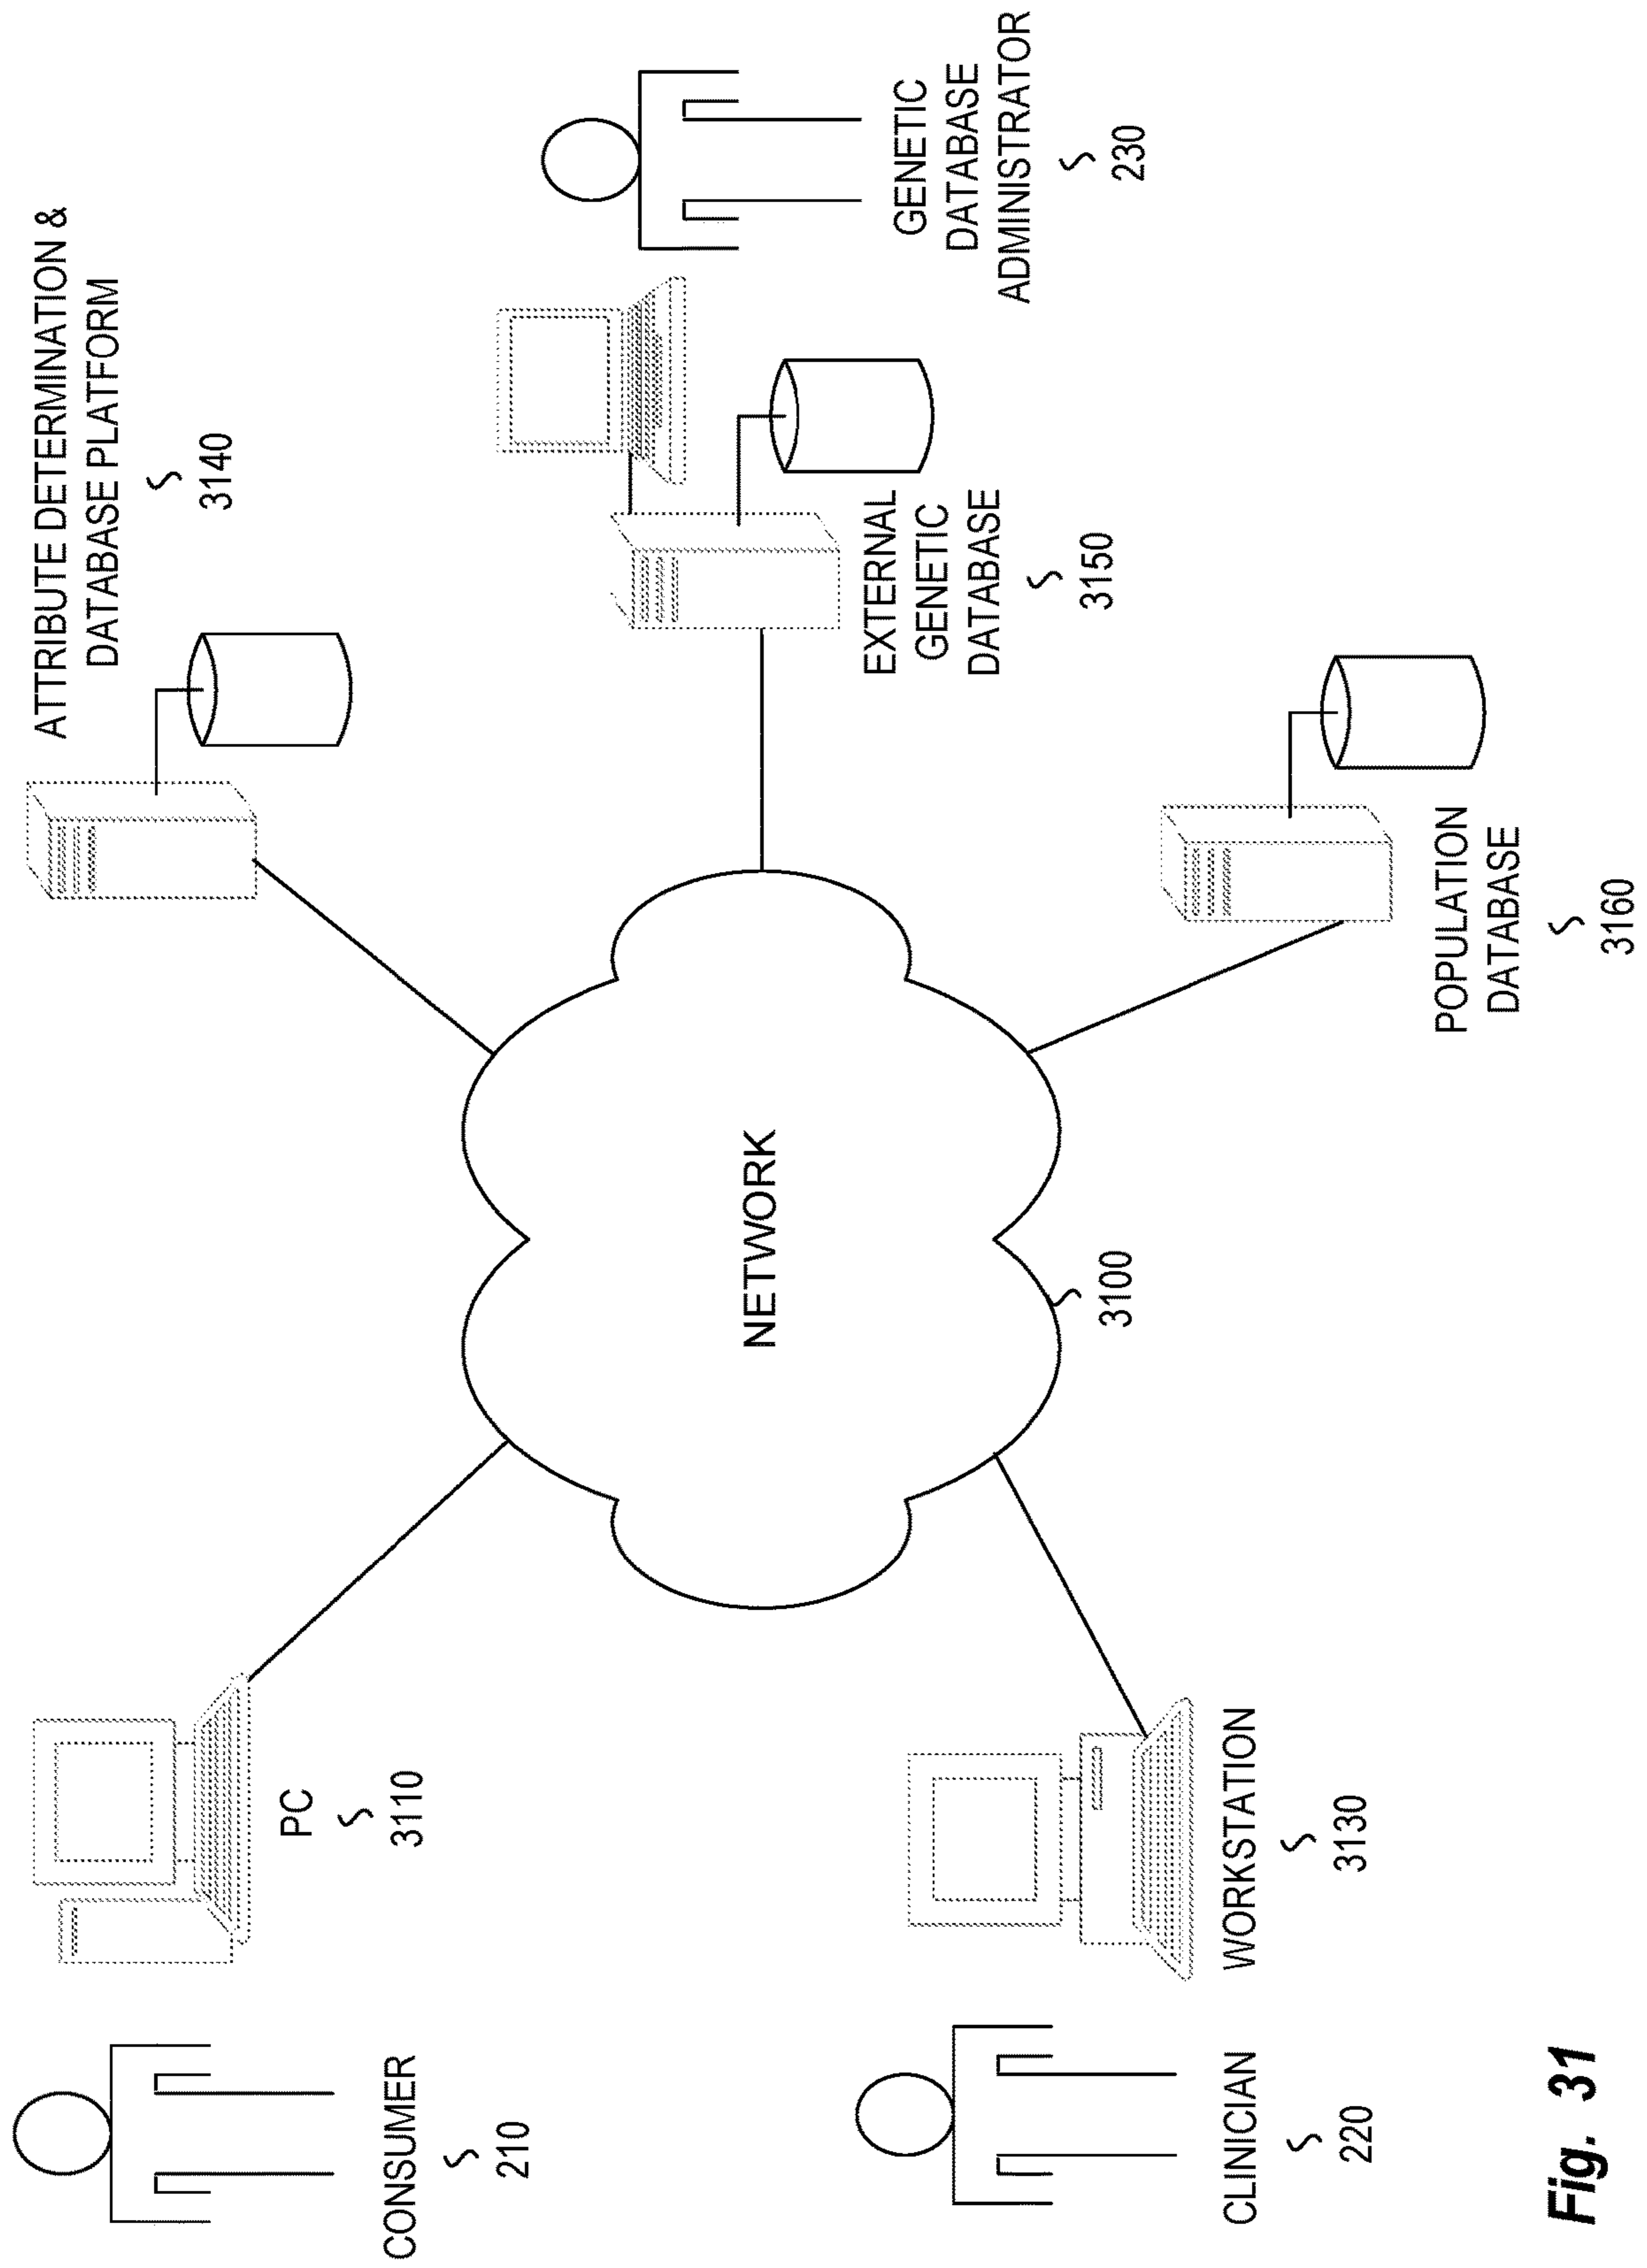 ATTRIBUTE DETERMINATION &
DATABASE PLATFORM
3140
PC
3110
CONSUMER
210
GENETIC
DATABASE
ADMINISTRATOR
230
EXTERNAL
GENETIC
DATABASE
3150
NETWORK
3100
WORKSTATION
3130
CLINICIAN
220
POPULATION
DATABASE
3160
Fig. 31